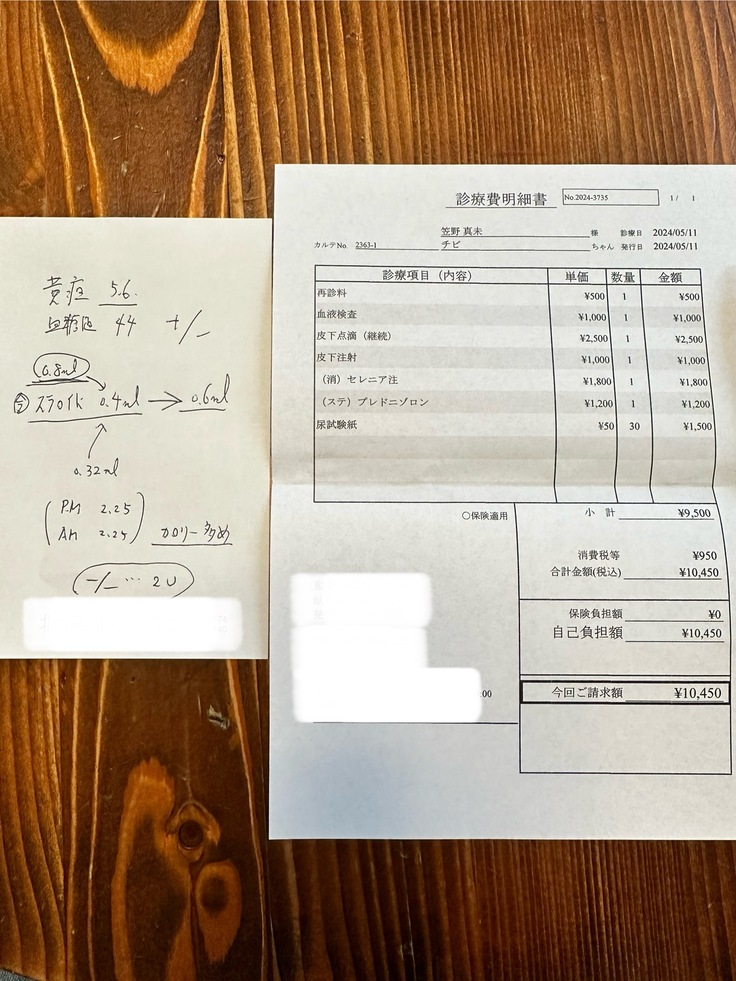 黄疸 5.6.
血糖値 44 +/-
0.8ml
ステロイド 0.4ml → 0.6ml
0.32ml
PM 2.25
AM 2.25 カロリー多め
-/- … 2U
診療費明細書 No.2024-3735 1/ 1
笠野 真未 様 診療日 2024/05/11
カルテNo. 2363-1 チビ ちゃん 発行日 2024/05/11
診療項目（内容） 単価 数量 金額
再診料 ¥500 1 ¥500
血液検査 ¥1,000 1 ¥1,000
皮下点滴（継続） ¥2,500 1 ¥2,500
皮下注射 ¥1,000 1 ¥1,000
（消）セレニア注 ¥1,800 1 ¥1,800
（ステ）プレドニゾロン ¥1,200 1 ¥1,200
尿試験紙 ¥50 30 ¥1,500
〇保険適用 小 計 ¥9,500
消費税等 ¥950
合計金額(税込) ¥10,450
保険負担額 ¥0
自己負担額 ¥10,450
:00 今回ご請求額 ¥10,450